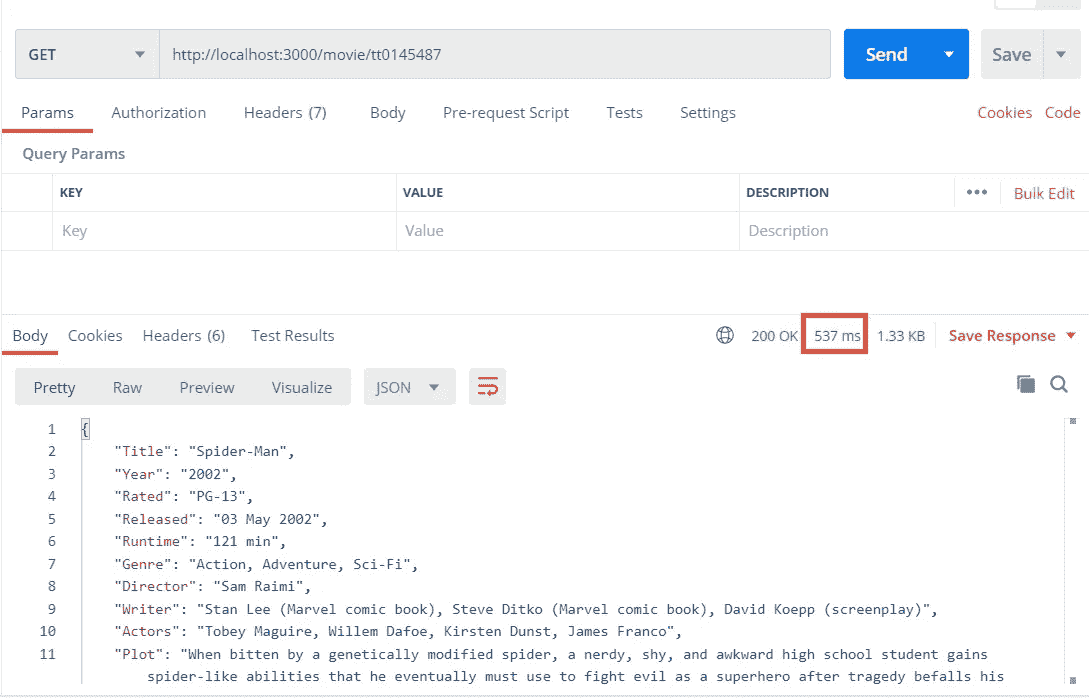 GET http://localhost:3000/movie/tt0145487 Send Save
Params Authorization Headers (7) Body Pre-request Script Tests Settings Cookies Code
Query Params
KEY VALUE DESCRIPTION ••• Bulk Edit
Key Value Description
Body Cookies Headers (6) Test Results 200 OK 537 ms 1.33 KB Save Response
Pretty Raw Preview Visualize JSON
1 {
2 "Title": "Spider-Man",
3 "Year": "2002",
4 "Rated": "PG-13",
5 "Released": "03 May 2002",
6 "Runtime": "121 min",
7 "Genre": "Action, Adventure, Sci-Fi",
8 "Director": "Sam Raimi",
9 "Writer": "Stan Lee (Marvel comic book), Steve Ditko (Marvel comic book), David Koepp (screenplay)",
10 "Actors": "Tobey Maguire, Willem Dafoe, Kirsten Dunst, James Franco",
11 "Plot": "When bitten by a genetically modified spider, a nerdy, shy, and awkward high school student gains
spider-like abilities that he eventually must use to fight evil as a superhero after tragedy befalls his